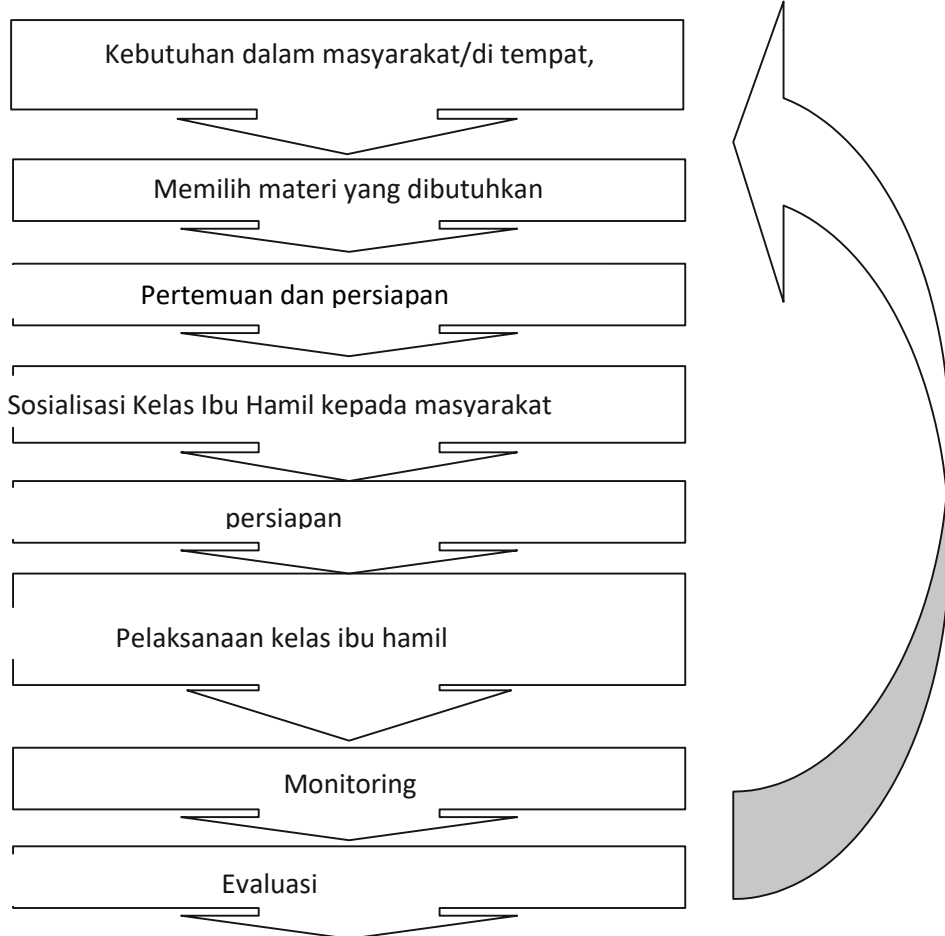 Kebutuhan dalam masyarakat/di tempat,
Memilih materi yang dibutuhkan
Pertemuan dan persiapan
Sosialisasi Kelas Ibu Hamil kepada masyarakat
persiapan
Pelaksanaan kelas ibu hamil
Monitoring
Evaluasi